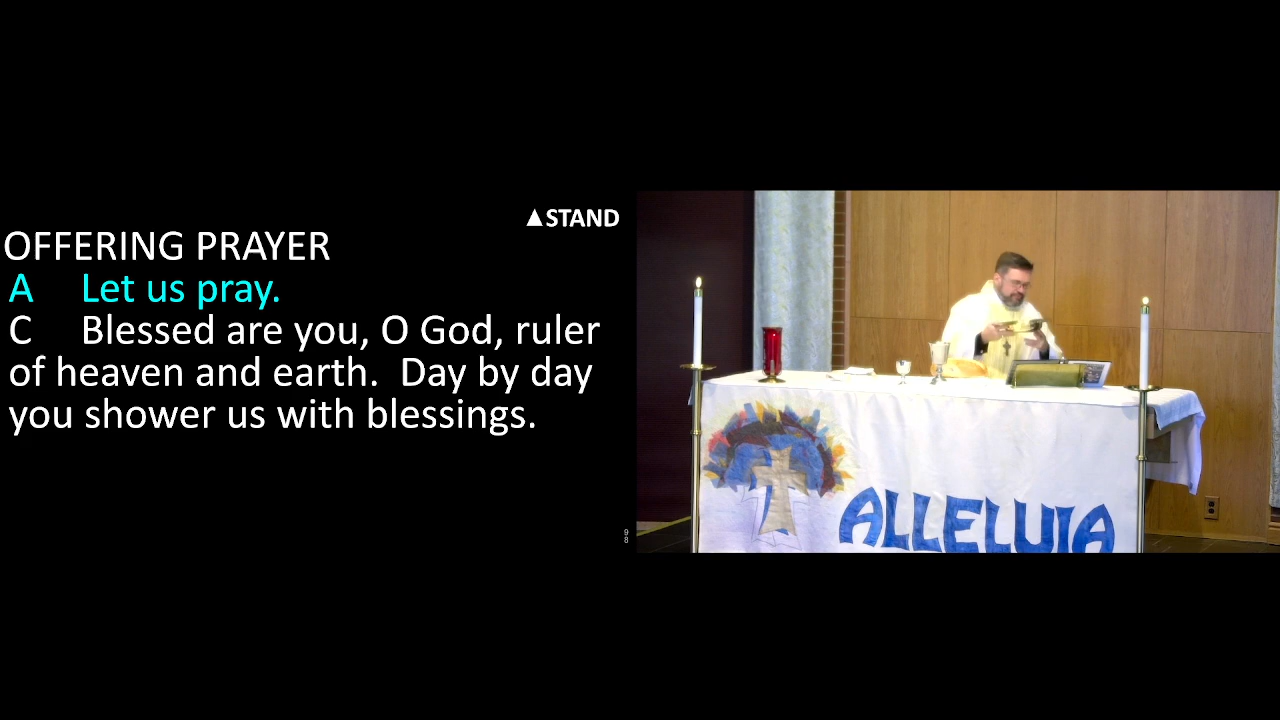 ▲STAND
OFFERING PRAYER
A Let us pray.
C Blessed are you, O God, ruler
of heaven and earth. Day by day
you shower us with blessings.
98
ALLELUIA